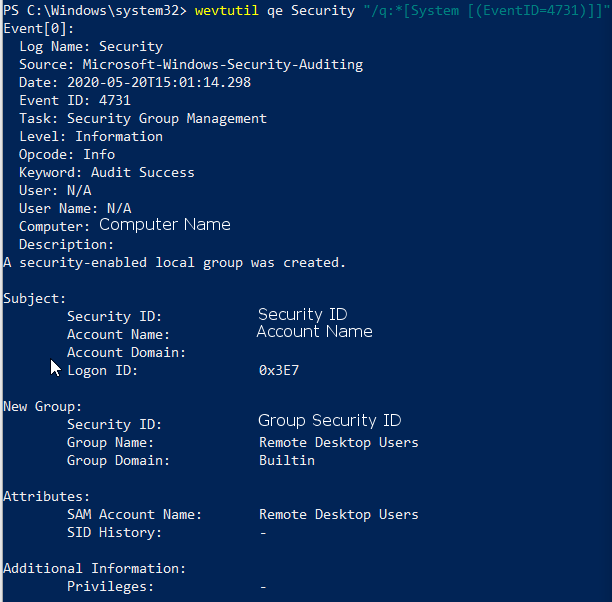 PS C:\Windows\system32> wevtutil qe Security "/q:*[System [(EventID=4731)]]"
Event[0]:
Log Name: Security
Source: Microsoft-Windows-Security-Auditing
Date: 2020-05-20T15:01:14.298
Event ID: 4731
Task: Security Group Management
Level: Information
Opcode: Info
Keyword: Audit Success
User: N/A
User Name: N/A
Computer: Computer Name
Description:
A security-enabled local group was created.

Subject:
Security ID: Security ID
Account Name: Account Name
Account Domain:
Logon ID: 0x3E7

New Group:
Security ID: Group Security ID
Group Name: Remote Desktop Users
Group Domain: Builtin

Attributes:
SAM Account Name: Remote Desktop Users
SID History: -

Additional Information:
Privileges: -